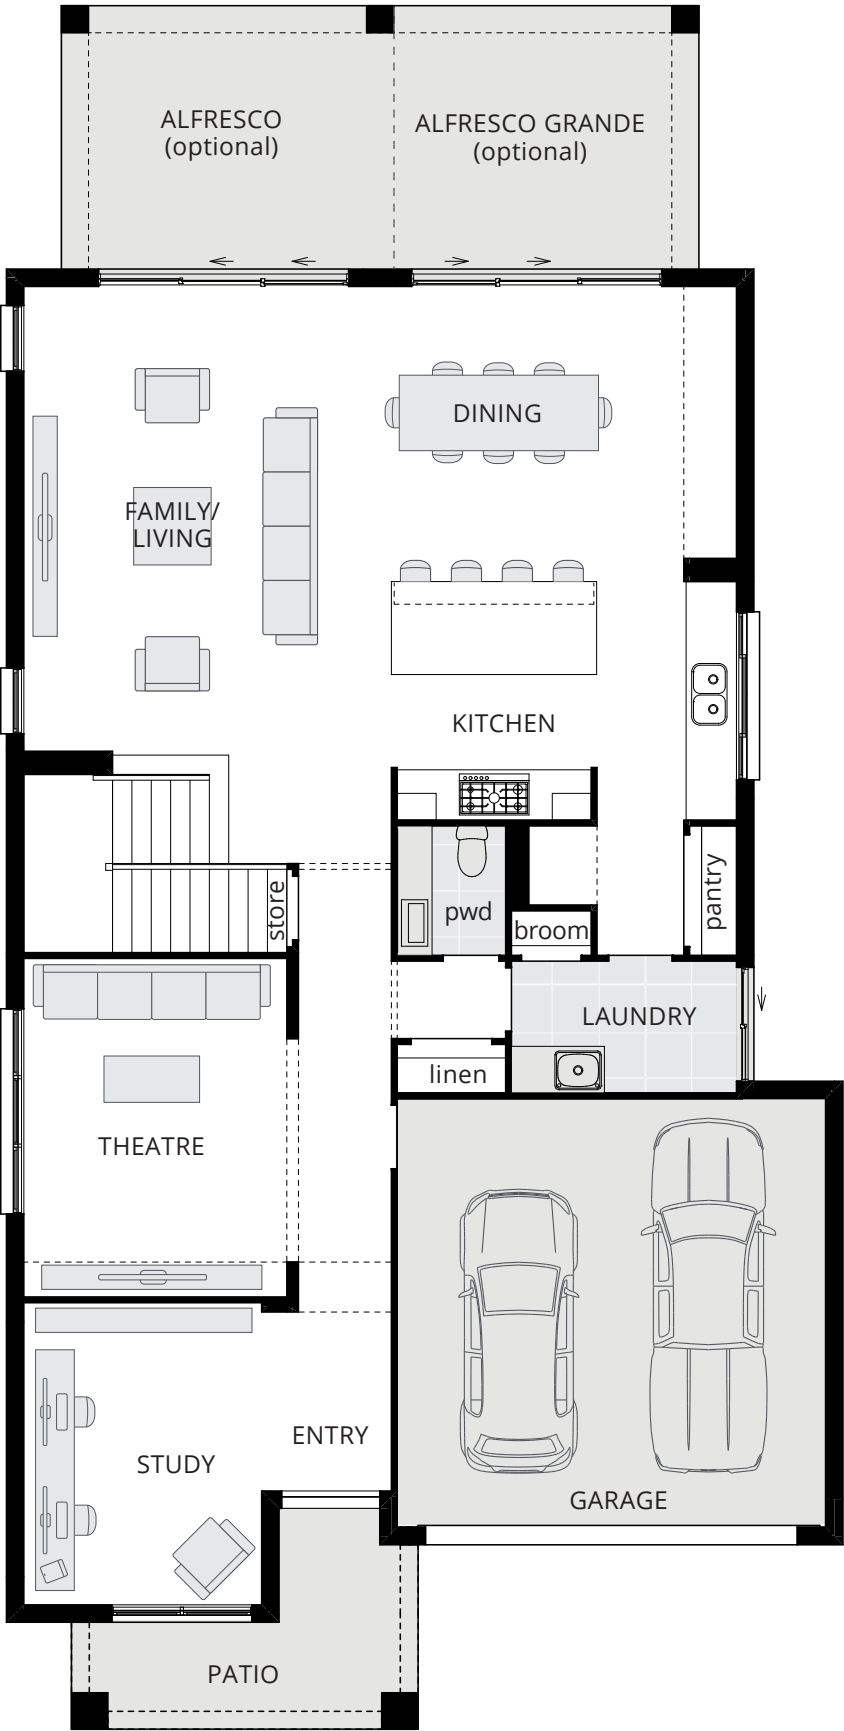 ALFRESCO
(optional)
ALFRESCO GRANDE
(optional)
DINING
FAMILY/
LIVING
KITCHEN
store
pwd
broom
pantry
LAUNDRY
linen
THEATRE
ENTRY
STUDY
GARAGE
PATIO